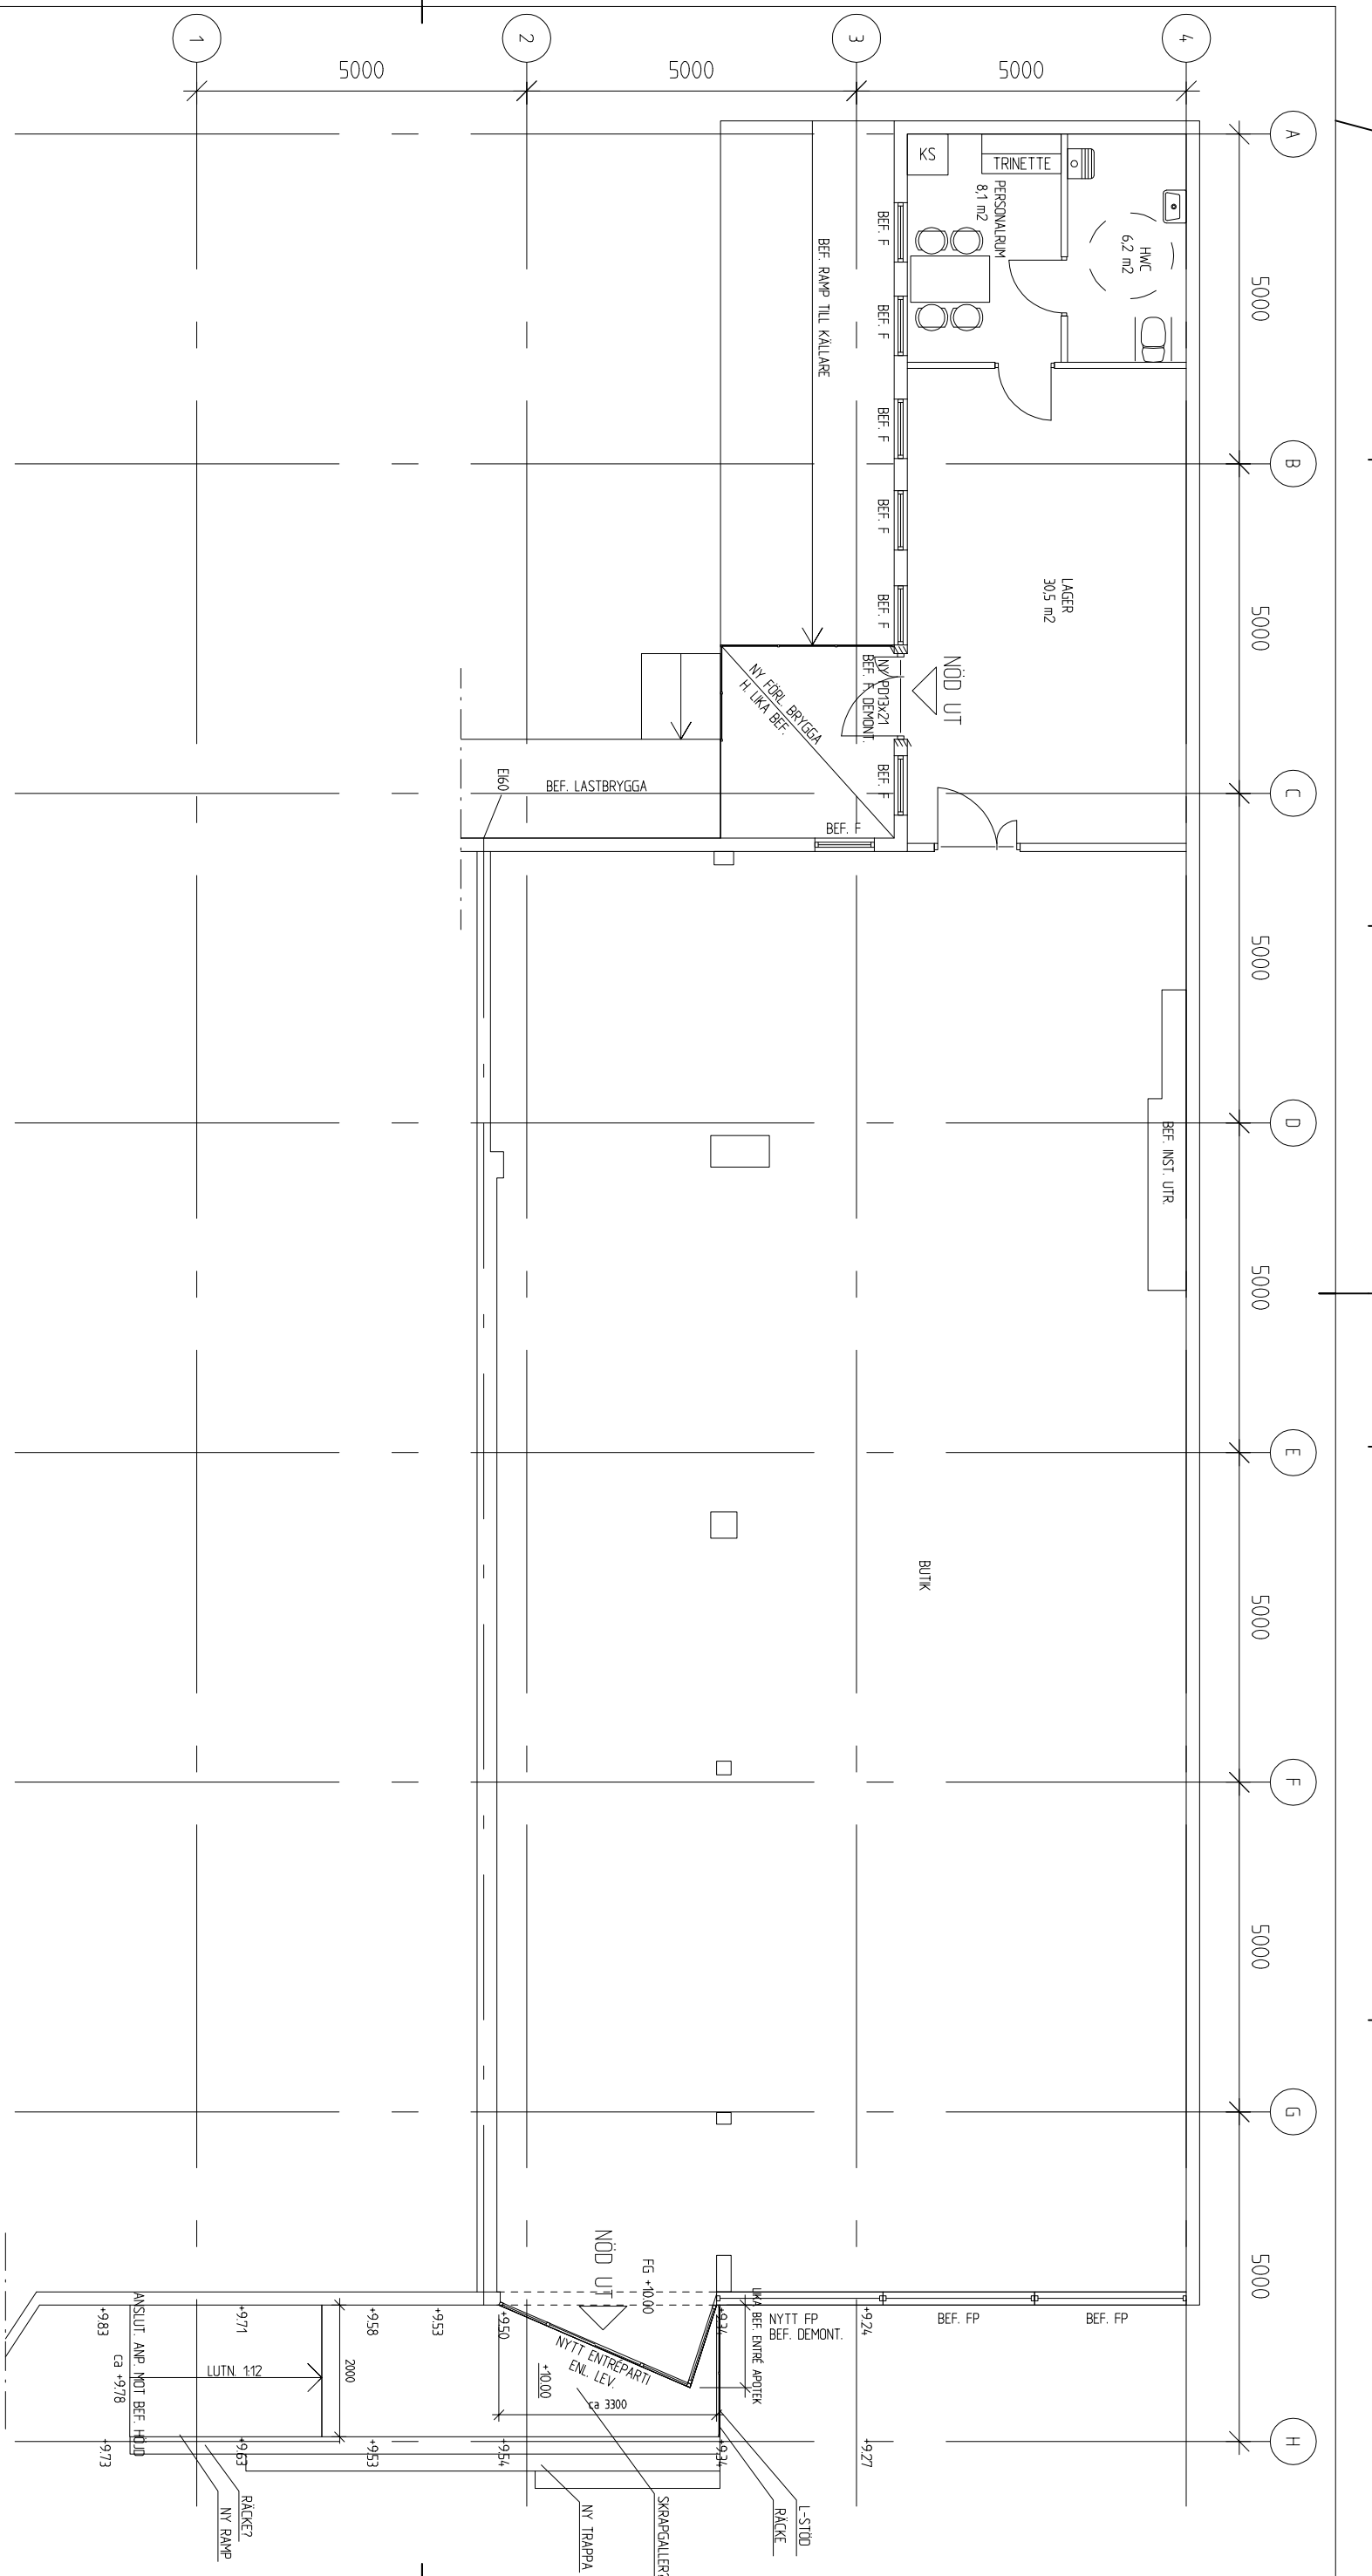 1
2
3
4
5000
5000
5000
A
B
C
D
E
F
G
H
5000
5000
5000
5000
5000
5000
5000
KS
TRINETTE
PERSONALRUM
8,1 m2
HWC
6,2 m2
BEF. F
BEF. F
BEF. F
BEF. F
BEF. F
BEF. RAMP TILL KÄLLARE
LAGER
30,5 m2
NÖD UT
NY PD13x21
BEF. F. DEMONT.
NY FÖRL. BRYGGA
H. LIKA BEF.
BEF. F
BEF. F
BEF. LASTBRYGGA
EI60
BEF. INST. UTR.
BUTIK
NÖD UT
FG +10.00
LIKA BEF. ENTRÉ APOTEK
NYTT FP
BEF. DEMONT.
BEF. FP
BEF. FP
NYTT ENTRÉPARTI
ENL. LEV.
+10.00
ca 3300
+9.83
+9.71
+9.58
+9.53
+9.50
+9.34
+9.24
ANSLUT. ANP. MOT BEF. HÖJD
ca +9.78
LUTN. 1:12
2000
+9.73
+9.63
+9.53
+9.54
+9.34
+9.27
RÄCKE?
NY RAMP
NY TRAPPA
SKRAPGALLER?
RÄCKE
L-STÖD